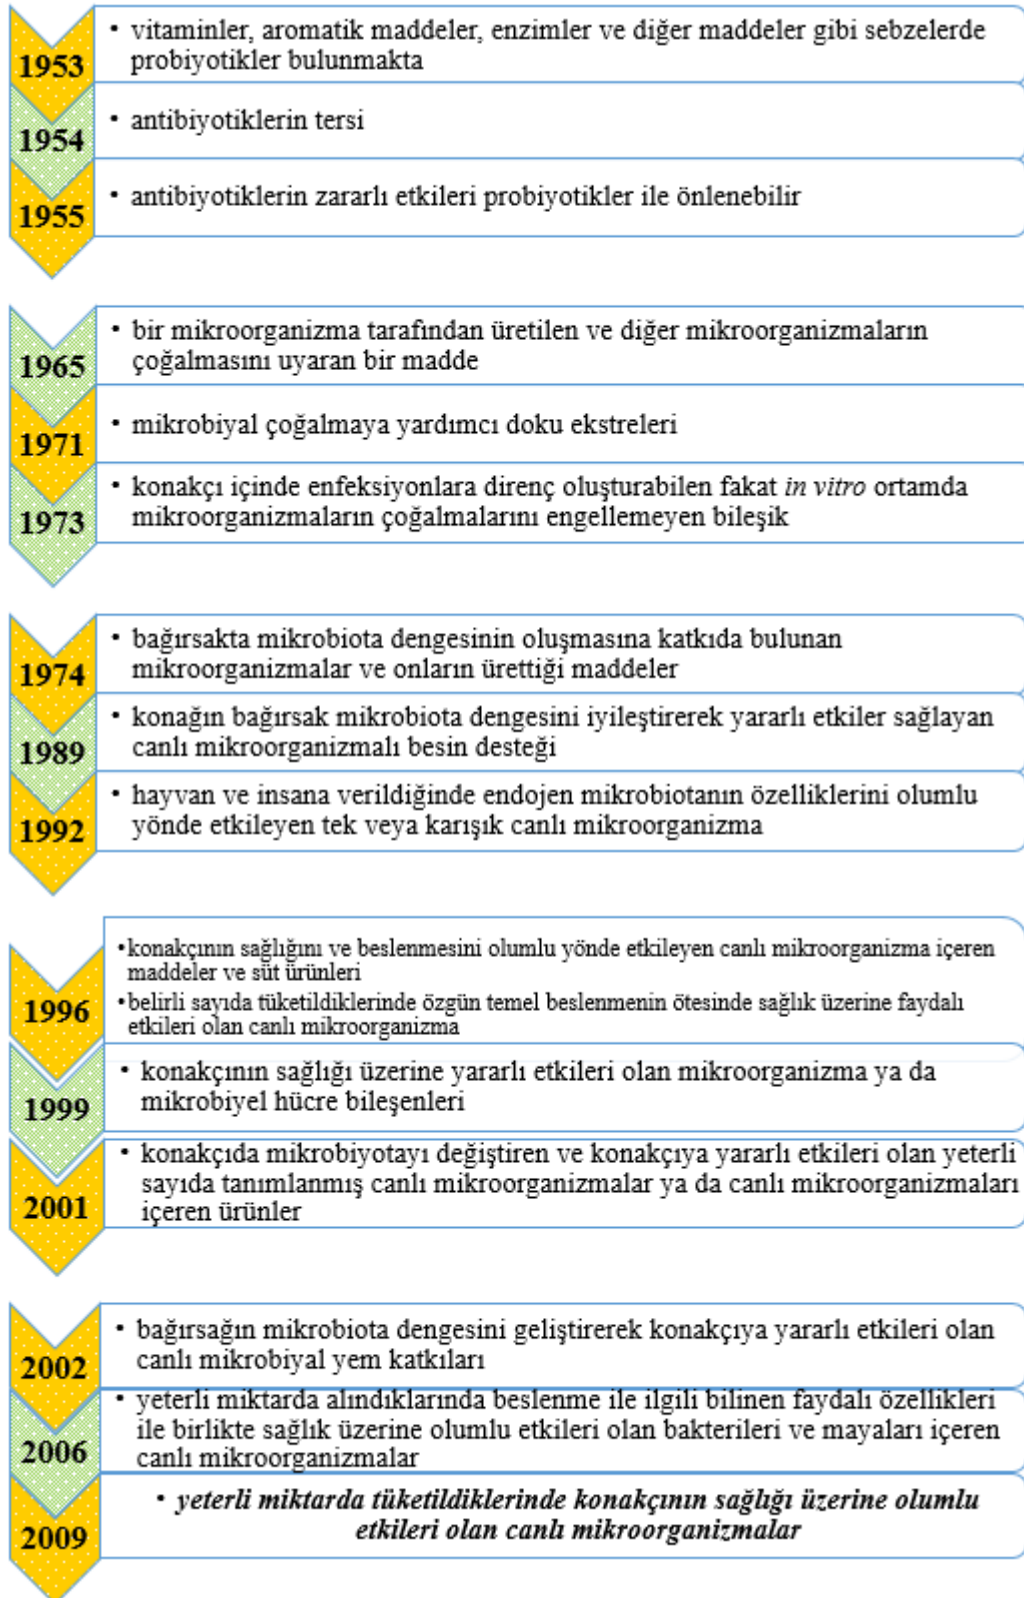 1953
• vitaminler, aromatik maddeler, enzimler ve diğer maddeler gibi sebzelerde
probiyotikler bulunmakta
1954
• antibiyotiklerin tersi
1955
• antibiyotiklerin zararlı etkileri probiyotikler ile önlenebilir
1965
• bir mikroorganizma tarafından üretilen ve diğer mikroorganizmaların
çoğalmasını uyaran bir madde
1971
• mikrobiyal çoğalmaya yardımcı doku ekstreleri
1973
• konakçı içinde enfeksiyonlara direnç oluşturabilen fakat in vitro ortamda
mikroorganizmaların çoğalmalarını engellemeyen bileşik
1974
• bağırsakta mikrobiota dengesinin oluşmasına katkıda bulunan
mikroorganizmalar ve onların ürettiği maddeler
1989
• konağın bağırsak mikrobiota dengesini iyileştirerek yararlı etkiler sağlayan
canlı mikroorganizmalı besin desteği
1992
• hayvan ve insana verildiğinde endojen mikrobiotanın özelliklerini olumlu
yönde etkileyen tek veya karışık canlı mikroorganizma
1996
•konakçının sağlığını ve beslenmesini olumlu yönde etkileyen canlı mikroorganizma içeren
maddeler ve süt ürünleri
•belirli sayıda tüketildiklerinde özgün temel beslenmenin ötesinde sağlık üzerine faydalı
etkileri olan canlı mikroorganizma
1999
• konakçının sağlığı üzerine yararlı etkileri olan mikroorganizma ya da
mikrobiyel hücre bileşenleri
2001
• konakçıda mikrobiyotayı değiştiren ve konakçıya yararlı etkileri olan yeterli
sayıda tanımlanmış canlı mikroorganizmalar ya da canlı mikroorganizmaları
içeren ürünler
2002
• bağırsağın mikrobiota dengesini geliştirerek konakçıya yararlı etkileri olan
canlı mikrobiyal yem katkıları
2006
• yeterli miktarda alındıklarında beslenme ile ilgili bilinen faydalı özellikleri
ile birlikte sağlık üzerine olumlu etkileri olan bakterileri ve mayaları içeren
canlı mikroorganizmalar
2009
• yeterli miktarda tüketildiklerinde konakçının sağlığı üzerine olumlu
etkileri olan canlı mikroorganizmalar